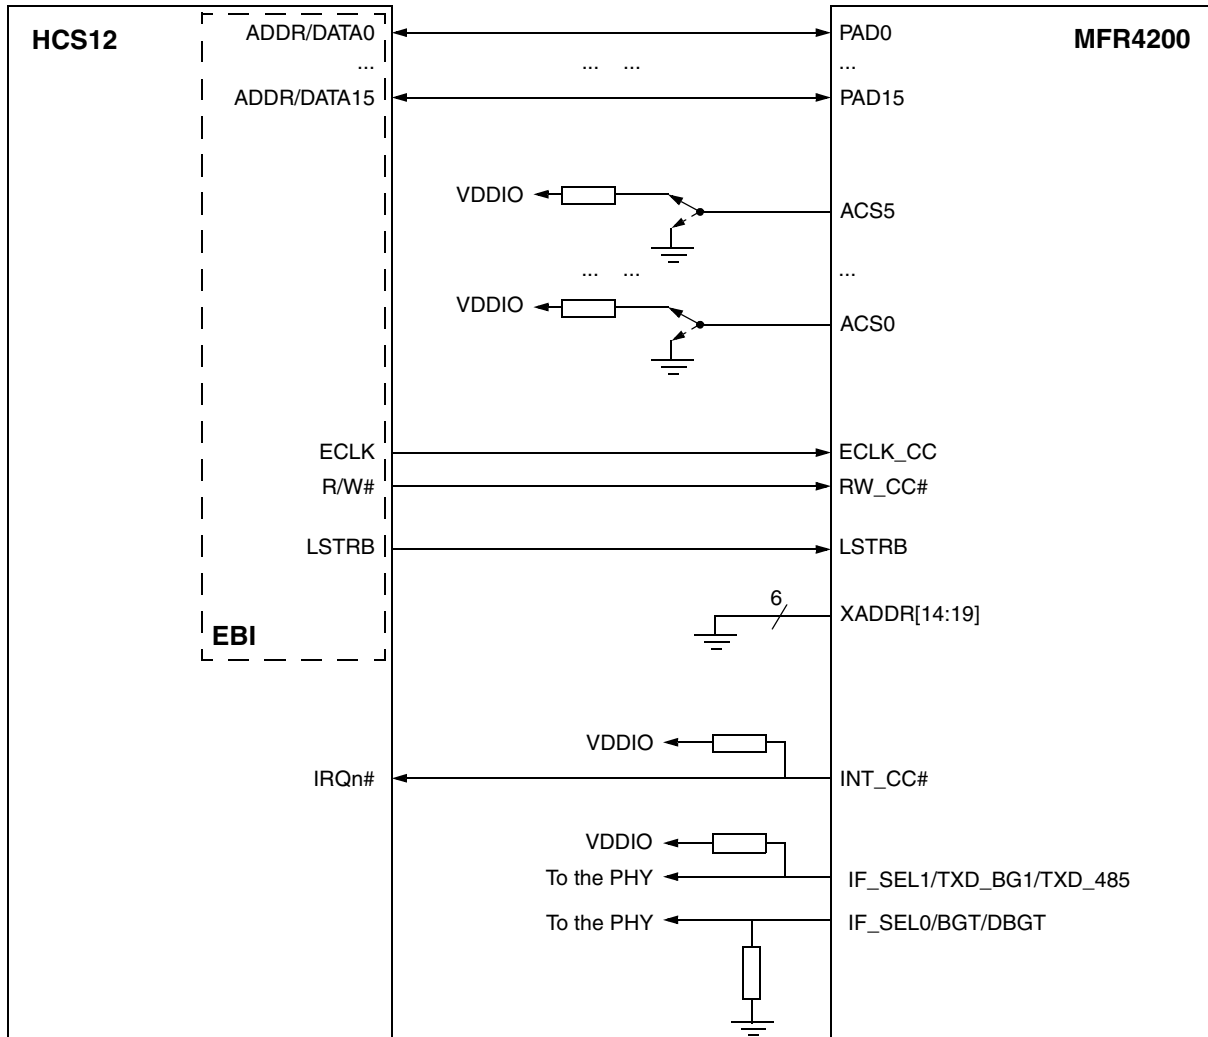 HCS12
ADDR/DATA0
PAD0
MFR4200
...
... ...
...
ADDR/DATA15
PAD15
VDDIO
ACS5
... ...
...
VDDIO
ACS0
ECLK
ECLK_CC
R/W#
RW_CC#
LSTRB
LSTRB
6
XADDR[14:19]
EBI
VDDIO
IRQn#
INT_CC#
VDDIO
To the PHY
IF_SEL1/TXD_BG1/TXD_485
To the PHY
IF_SEL0/BGT/DBGT